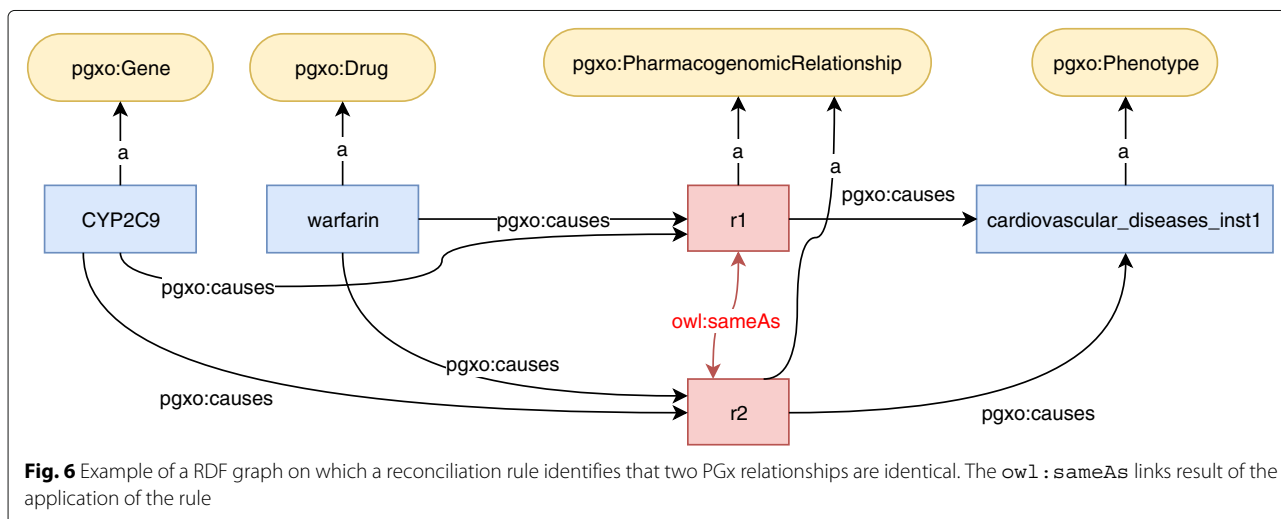 pgxo:Gene
pgxo:Drug
pgxo:PharmacogenomicRelationship
pgxo:Phenotype
a
a
a
a
a
CYP2C9
warfarin
pgxo:causes
r1
pgxo:causes
cardiovascular_diseases_inst1
pgxo:causes
owl:sameAs
pgxo:causes
pgxo:causes
r2
pgxo:causes
Fig. 6 Example of a RDF graph on which a reconciliation rule identifies that two PGx relationships are identical. The owl:sameAs links result of the
application of the rule